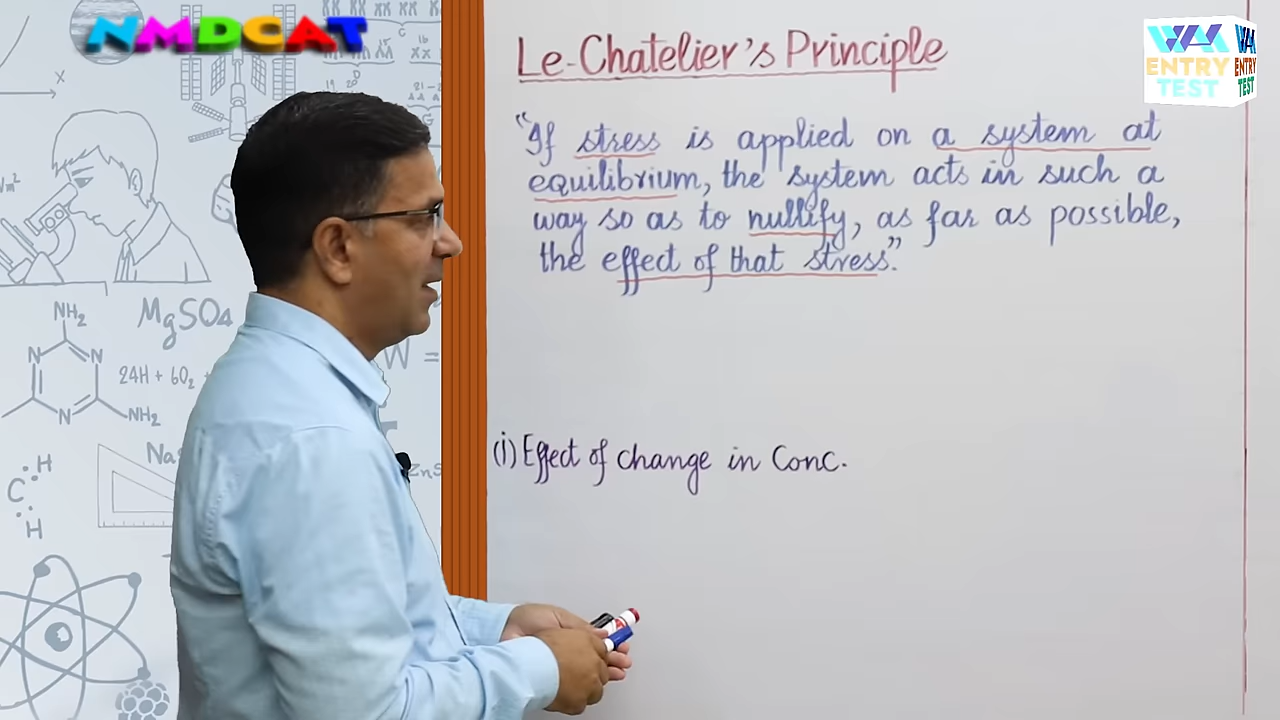 NMDCAT
Le-Chatelier's Principle
ENTRY
TEST
ENTRY
TEST
"If stress is applied on a system at
equilibrium, the system acts in such a
way so as to nullify, as far as possible,
the effect of that stress."
(i) Effect of change in Conc.
X
NH₂
MgSO₄
N
N
N
NH₂
24H + 6O₂
W =
Na
ZnS
C
H
H